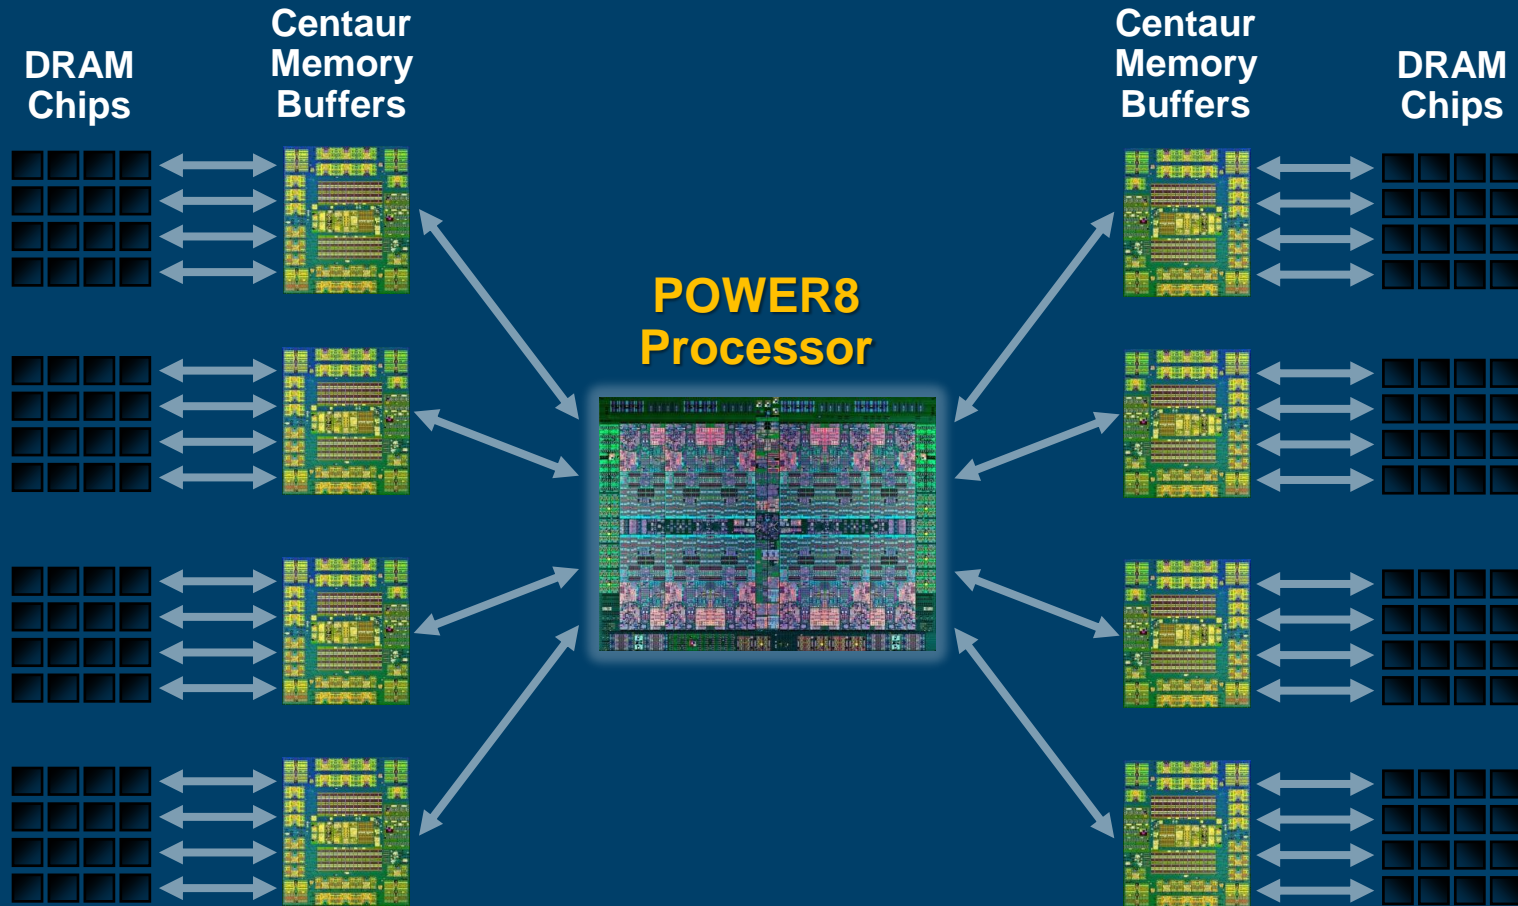 Centaur
Memory
Buffers
DRAM
Chips
Centaur
Memory
Buffers
DRAM
Chips
POWER8
Processor